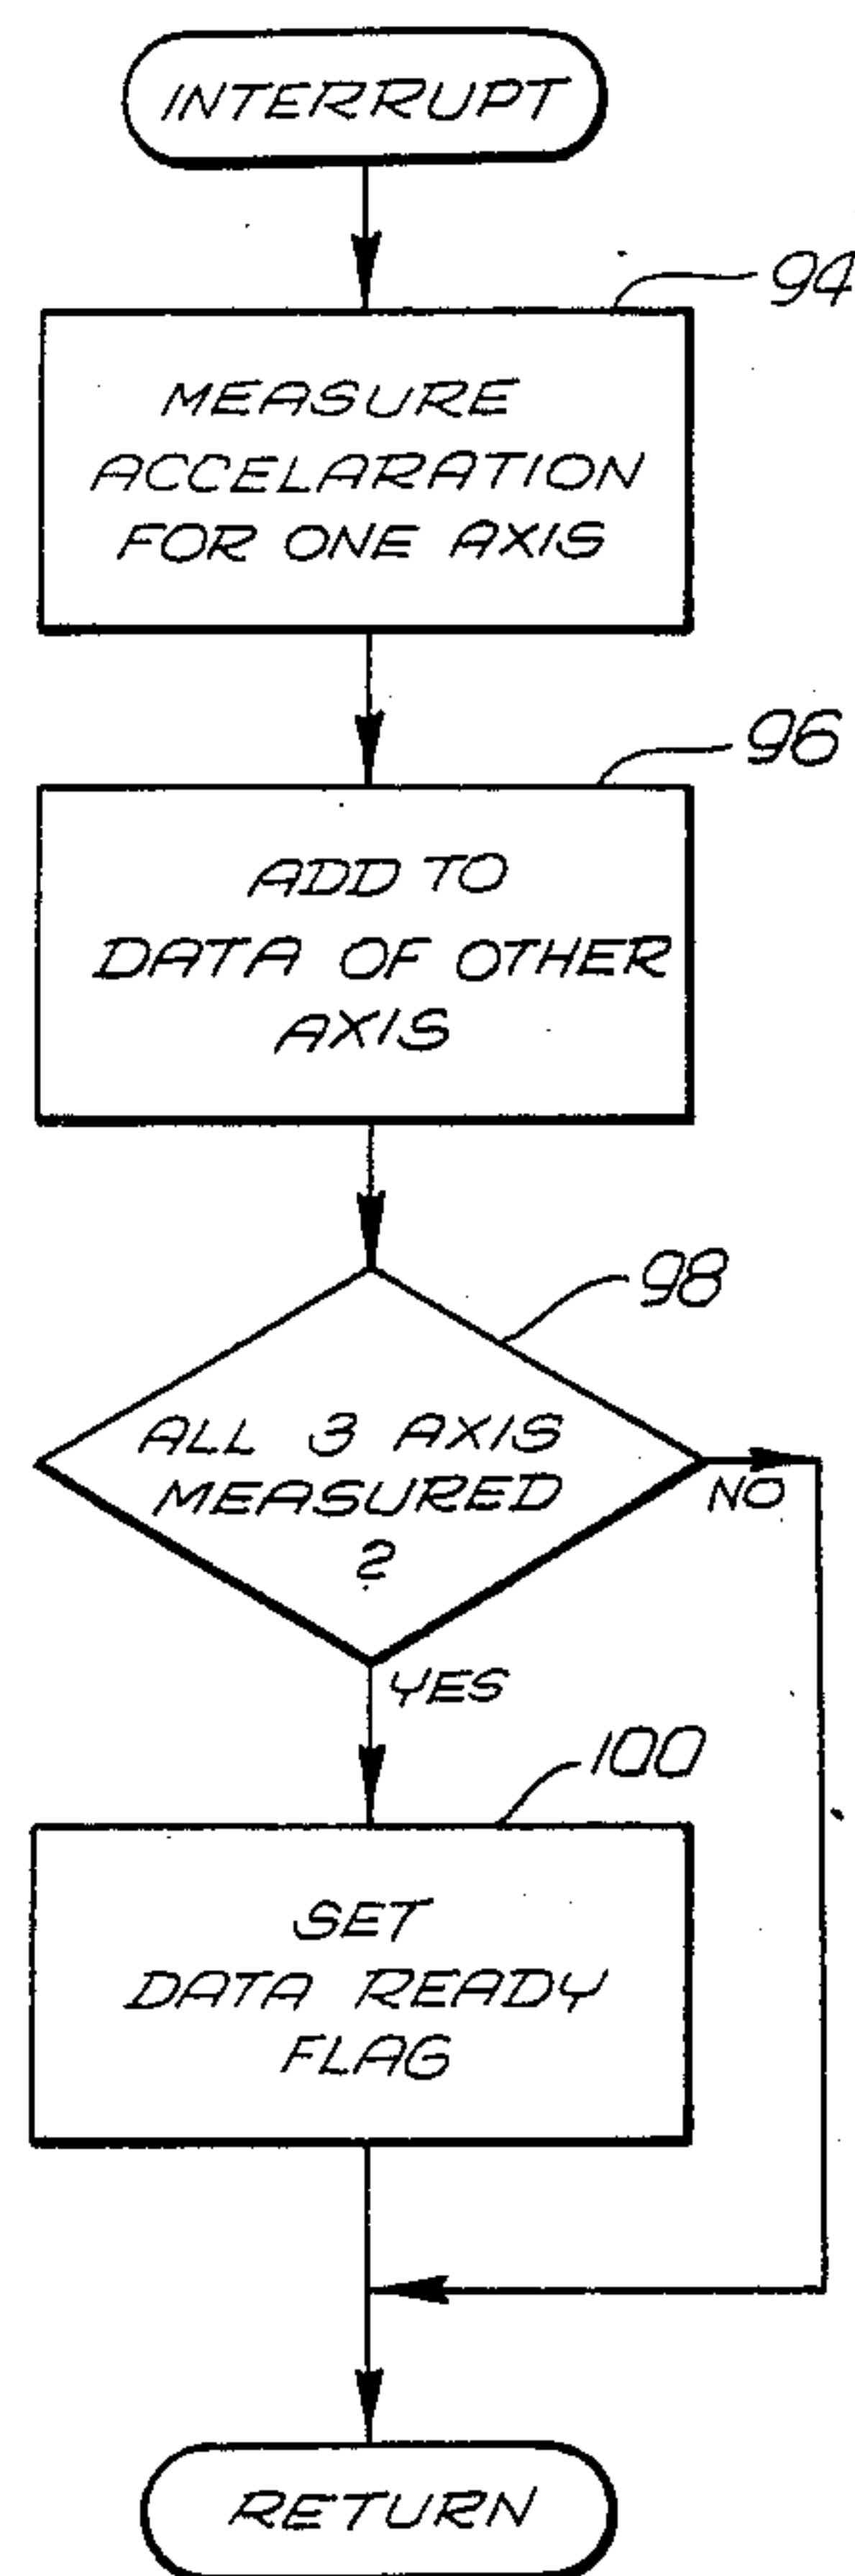 INTERRUPT
94
MEASURE
ACCELARATION
FOR ONE AXIS
96
ADD TO
DATA OF OTHER
AXIS
98
ALL 3 AXIS
MEASURED
?
NO
YES
100
SET
DATA READY
FLAG
RETURN